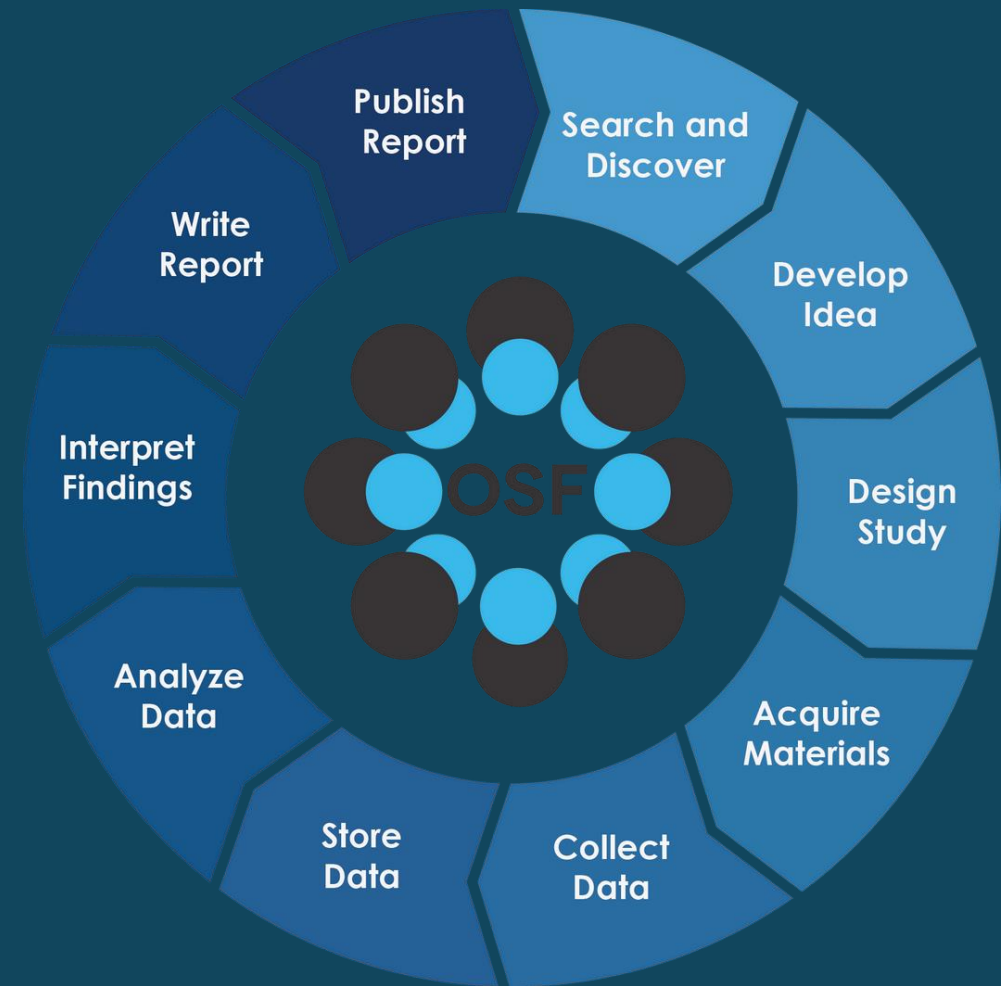 Search and
Discover
Develop
Idea
Design
Study
Acquire
Materials
Collect
Data
Store
Data
Analyze
Data
Interpret
Findings
Write
Report
Publish
Report
OSF